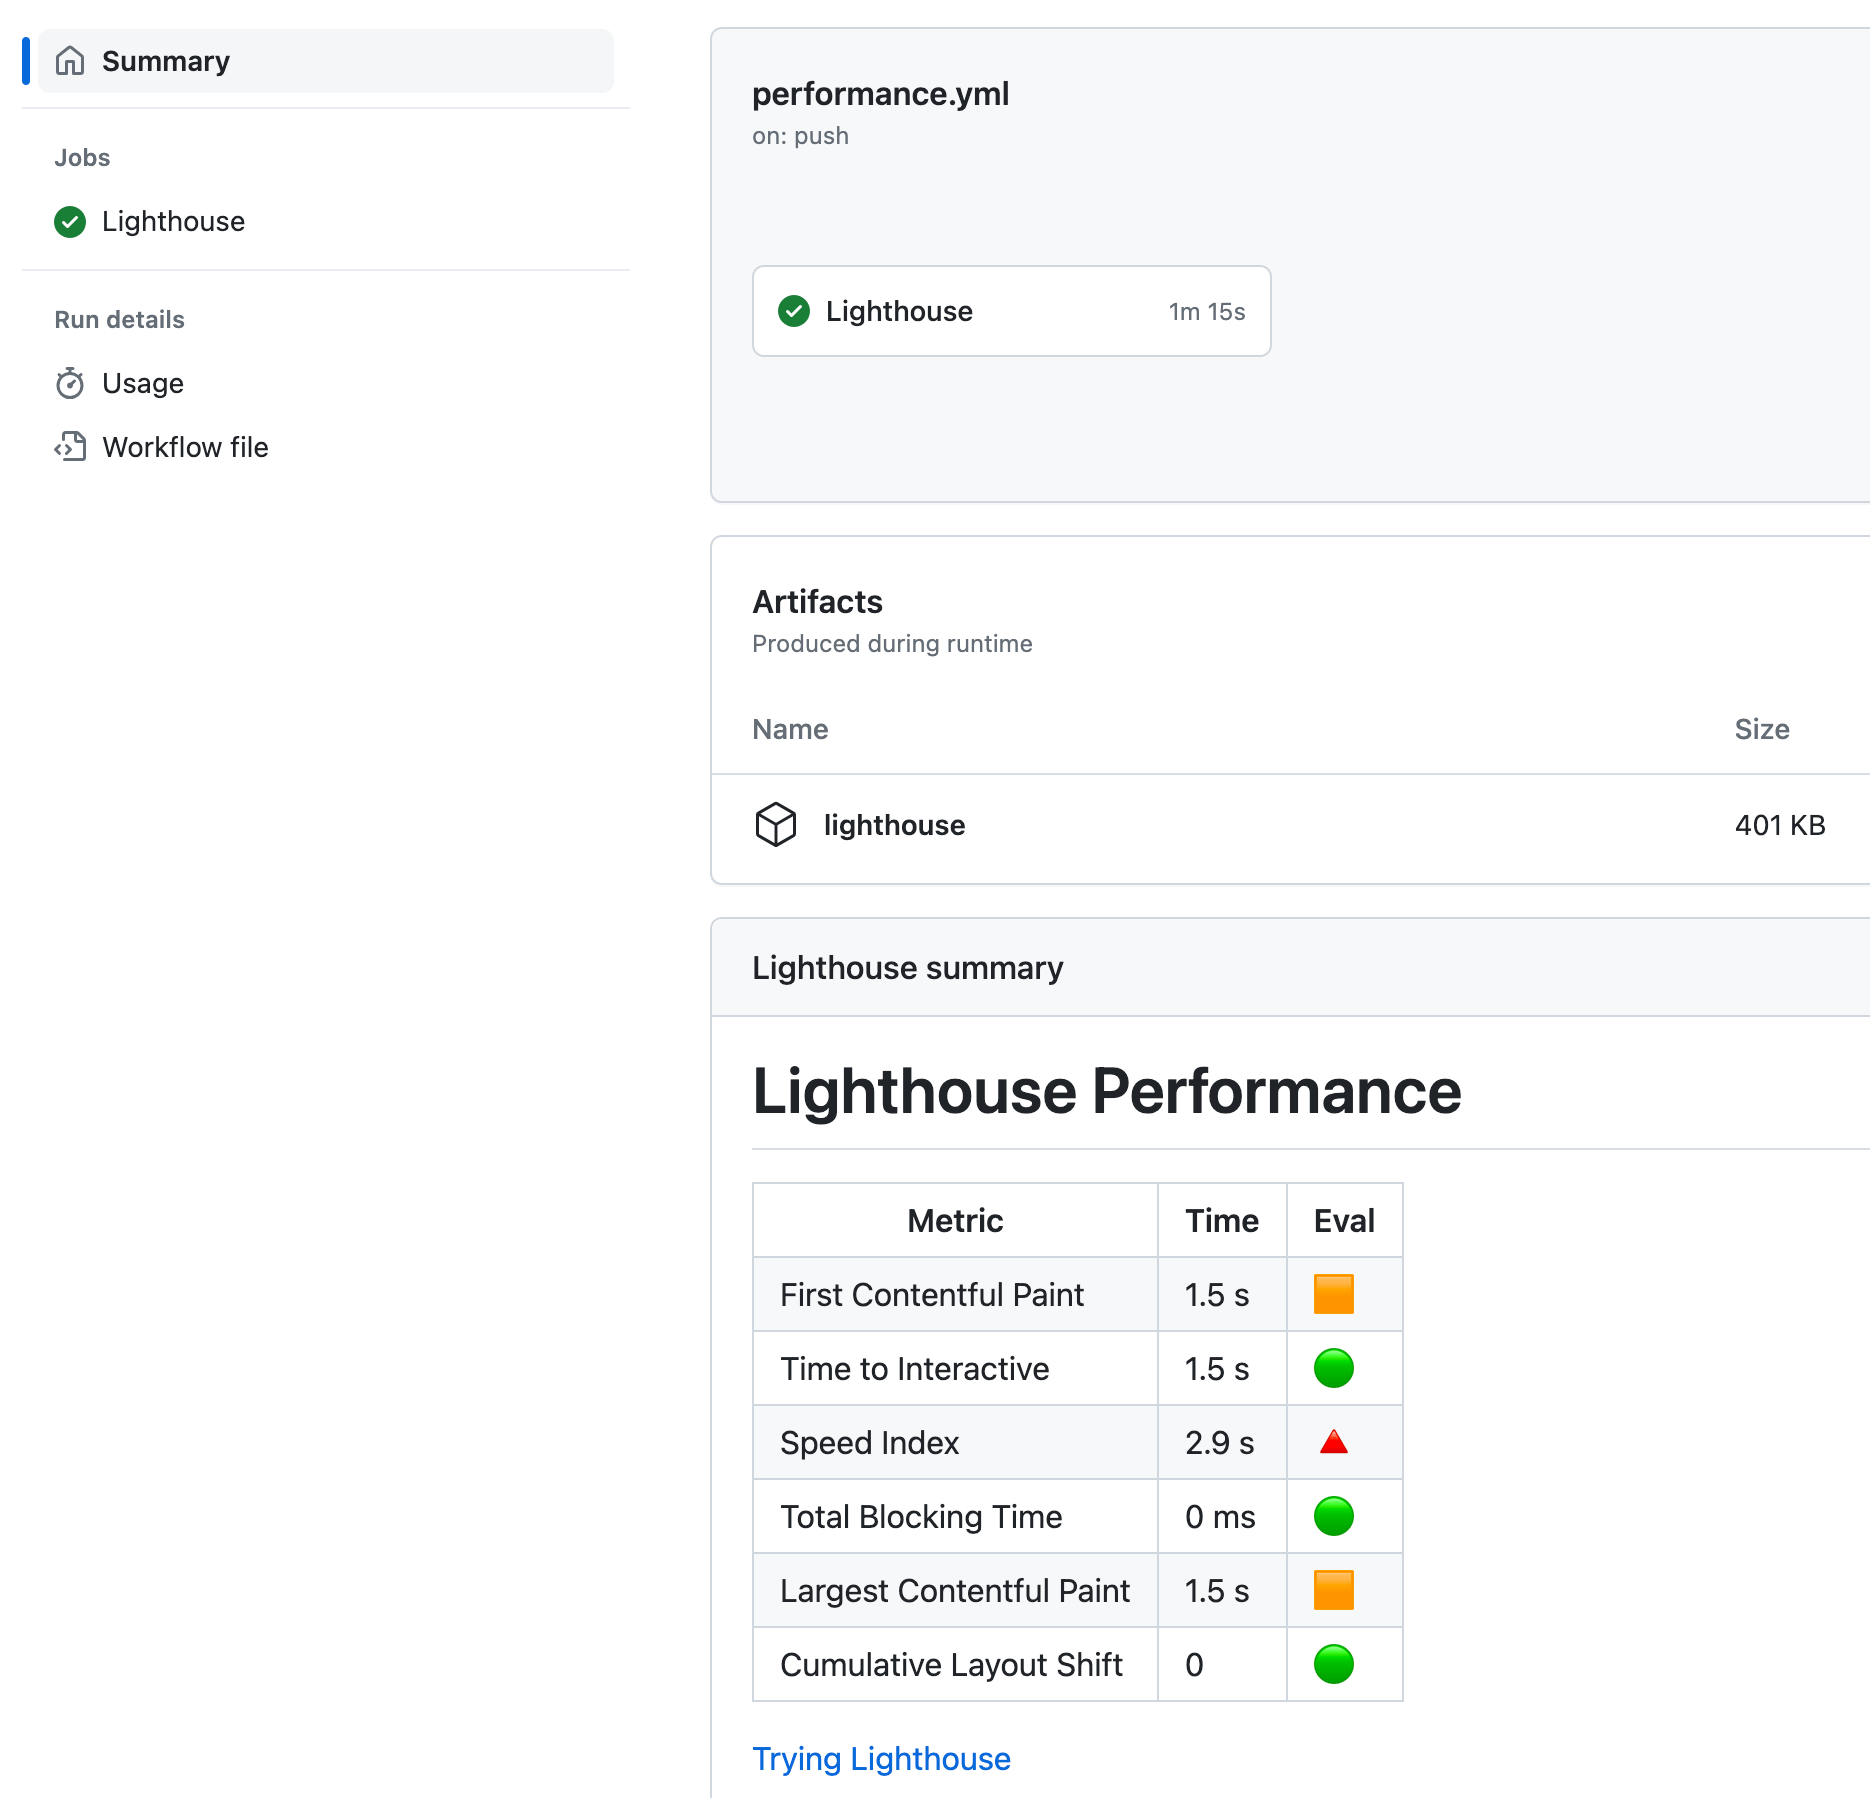 Summary
Jobs
Lighthouse
Run details
Usage
Workflow file
performance.yml
on: push
Lighthouse 1m 15s
Artifacts
Produced during runtime
Name Size
lighthouse 401 KB
Lighthouse summary
Lighthouse Performance
Metric Time Eval
First Contentful Paint 1.5 s
Time to Interactive 1.5 s
Speed Index 2.9 s
Total Blocking Time 0 ms
Largest Contentful Paint 1.5 s
Cumulative Layout Shift 0
Trying Lighthouse